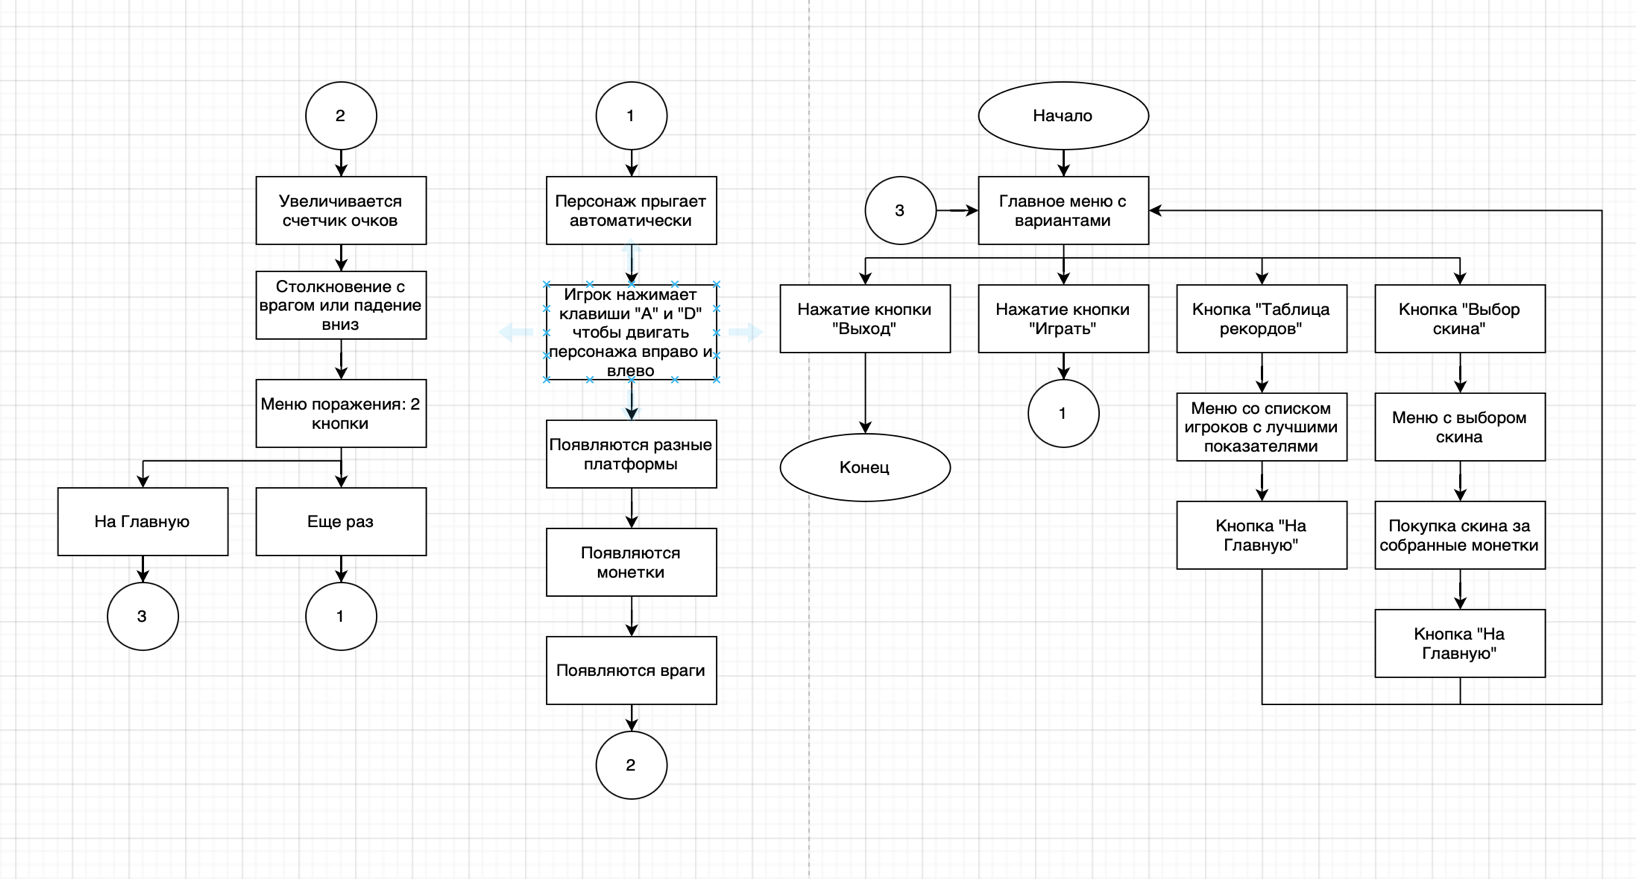 2
Увеличивается
счетчик очков
Столкновение с
врагом или падение
вниз
Меню поражения: 2
кнопки
На Главную
Еще раз
3
1
1
Персонаж прыгает
автоматически
Игрок нажимает
клавиши "A" и "D"
чтобы двигать
персонажа вправо и
влево
Появляются разные
платформы
Появляются
монетки
Появляются враги
2
Начало
3
Главное меню с
вариантами
Нажатие кнопки
"Выход"
Конец
Нажатие кнопки
"Играть"
1
Кнопка "Таблица
рекордов"
Меню со списком
игроков с лучшими
показателями
Кнопка "На
Главную"
Кнопка "Выбор
скина"
Меню с выбором
скина
Покупка скина за
собранные монетки
Кнопка "На
Главную"